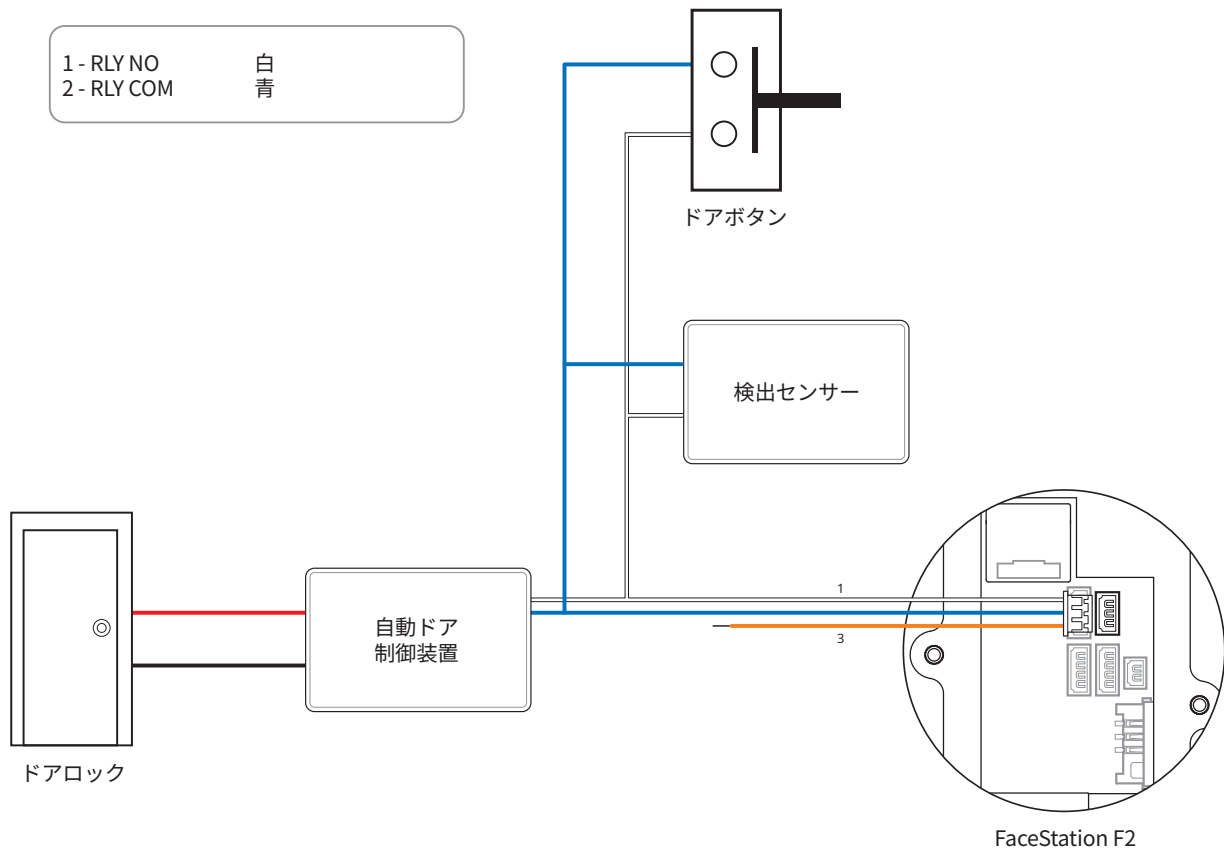 1 - RLY NO 白
2 - RLY COM 青
ドアボタン
検出センサー
1
自動ドア
制御装置
3
ドアロック
FaceStation F2